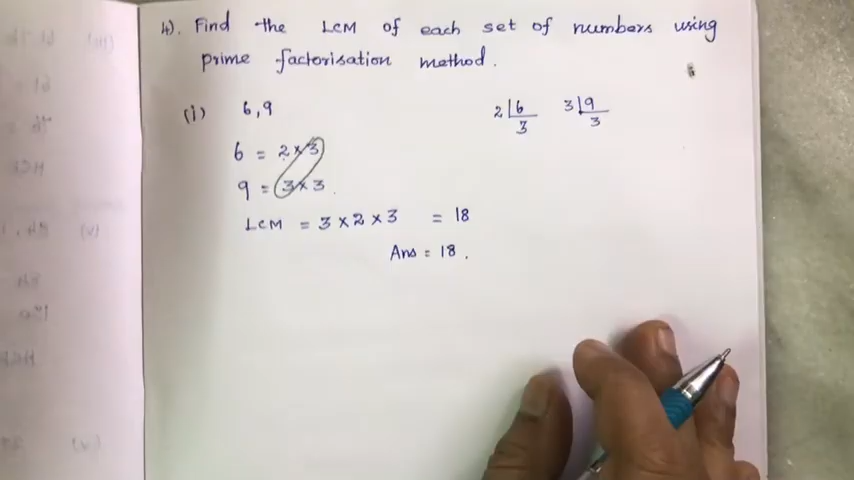 4). Find the LCM of each set of numbers using
prime factorisation method.
(i) 6,9
2 6
3
3 9
3
6 = 2 × 3
9 = 3 × 3
LCM = 3 × 2 × 3 = 18
Ans = 18.